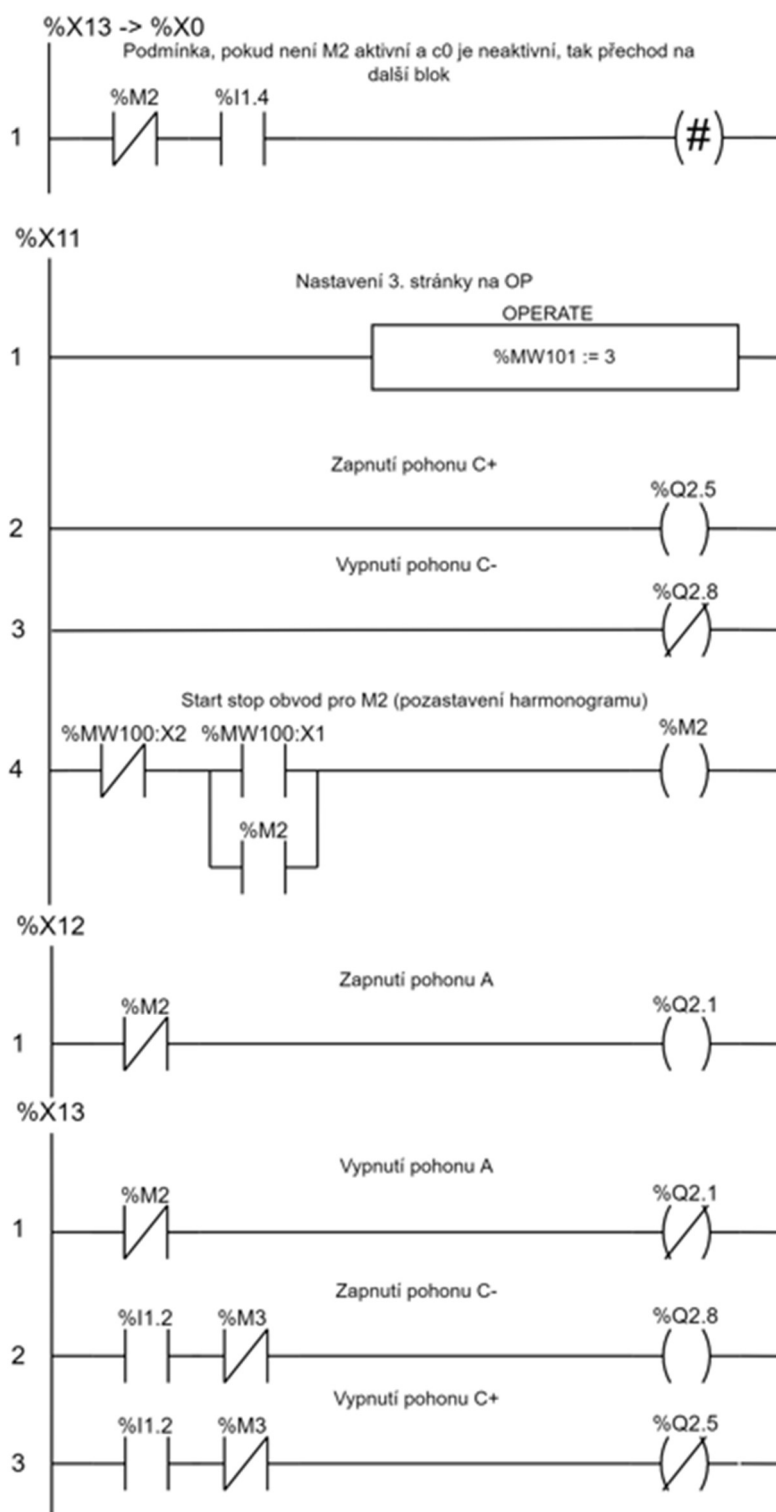 %X13 -> %X0
Podmínka, pokud není M2 aktivní a c0 je neaktivní, tak přechod na
další blok
%M2 %I1.4
1 (#)
%X11
Nastavení 3. stránky na OP
OPERATE
1 %MW101 := 3
Zapnutí pohonu C+
%Q2.5
2
Vypnutí pohonu C-
%Q2.8
3
Start stop obvod pro M2 (pozastavení harmonogramu)
%MW100:X2 %MW100:X1 %M2
4
%M2
%X12
Zapnutí pohonu A
%M2 %Q2.1
1
%X13
Vypnutí pohonu A
%M2 %Q2.1
1
Zapnutí pohonu C-
%I1.2 %M3 %Q2.8
2
Vypnutí pohonu C+
%I1.2 %M3 %Q2.5
3